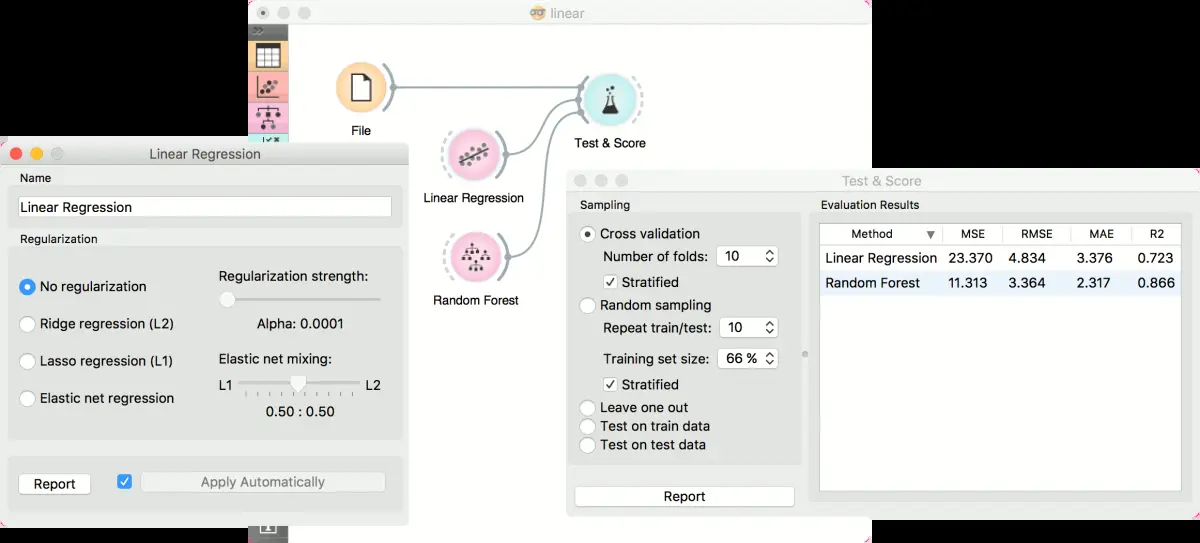 linear
File
Test & Score
Linear Regression
Random Forest
Linear Regression
Name
Linear Regression
Regularization
No regularization
Ridge regression (L2)
Lasso regression (L1)
Elastic net regression
Regularization strength:
Alpha: 0.0001
Elastic net mixing:
L1 L2
0.50 : 0.50
Report Apply Automatically
Test & Score
Sampling
Cross validation
Number of folds: 10
Stratified
Random sampling
Repeat train/test: 10
Training set size: 66 %
Stratified
Leave one out
Test on train data
Test on test data
Report
Evaluation Results
Method MSE RMSE MAE R2
Linear Regression 23.370 4.834 3.376 0.723
Random Forest 11.313 3.364 2.317 0.866